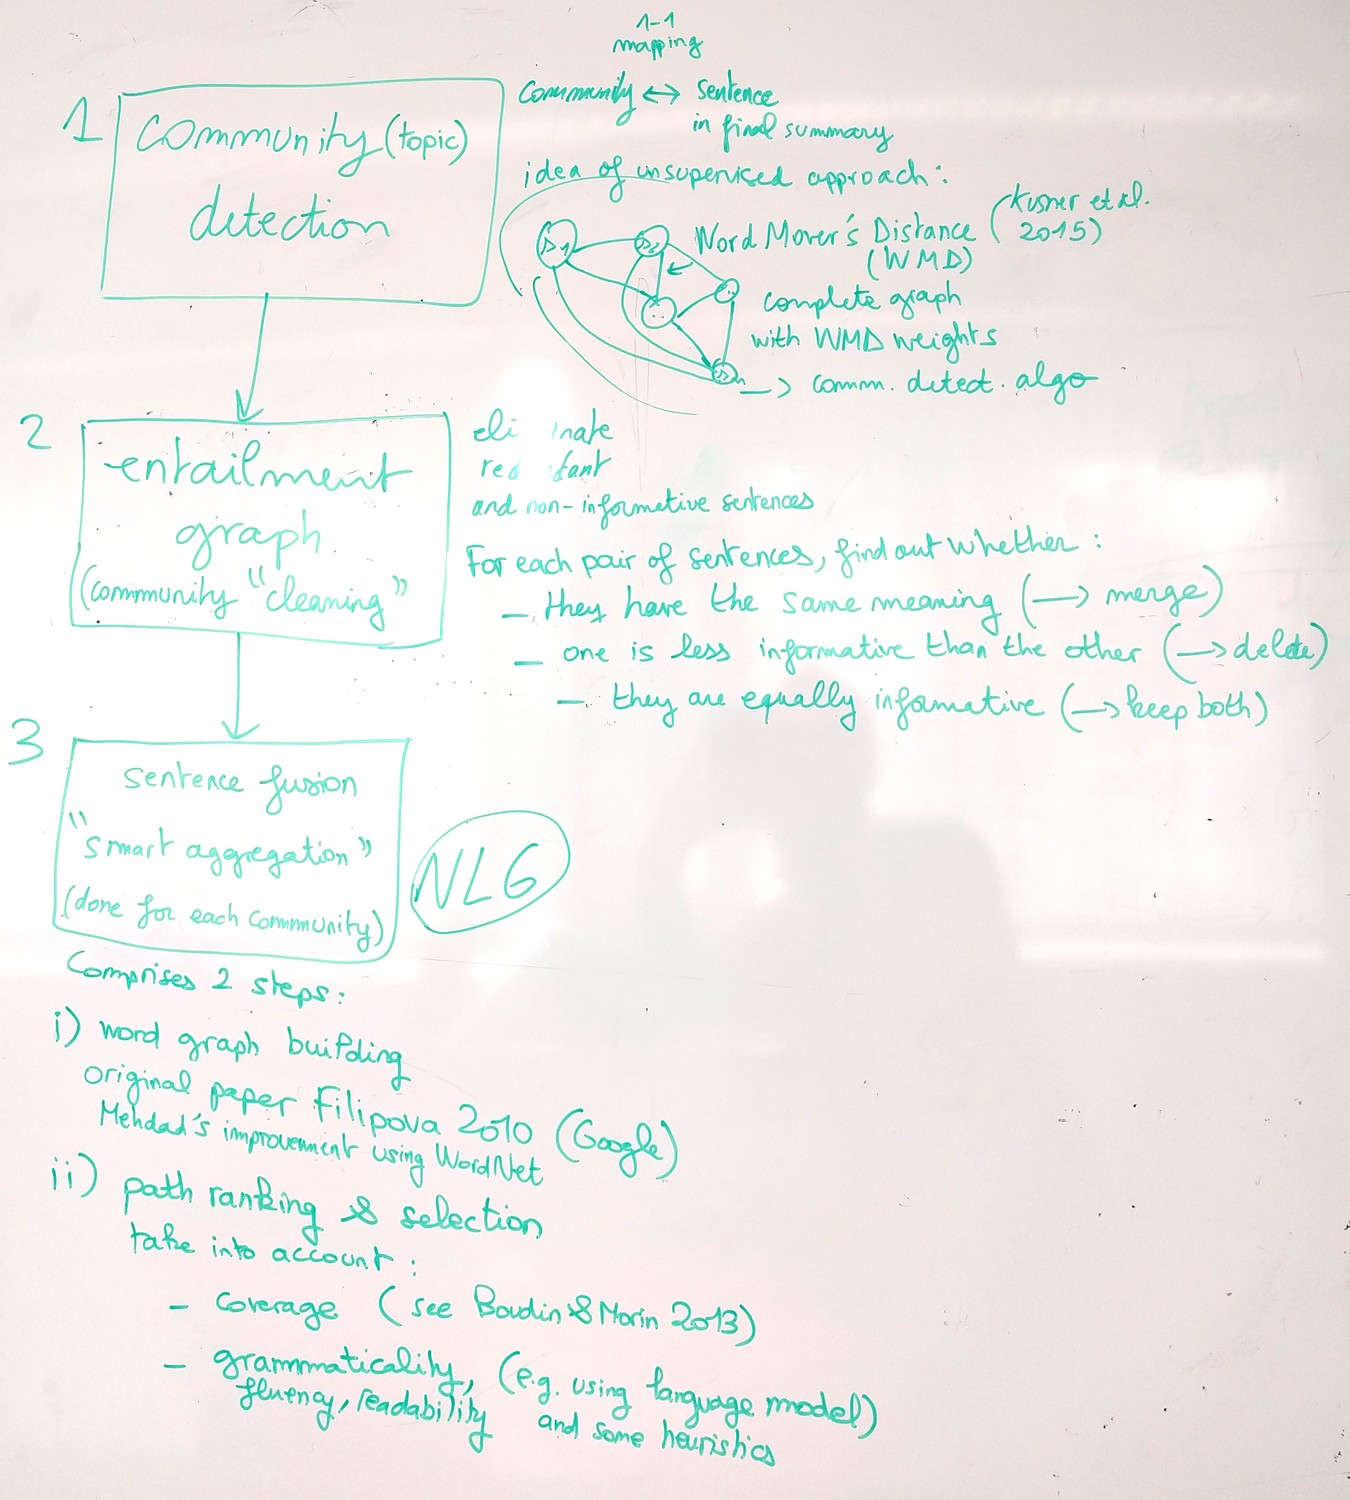 1-1
mapping
1
community (topic)
detection
community ↔ sentence
in final summary
idea of unsupervised approach :
Word Mover's Distance (Kusner et al. 2015)
(WMD)
complete graph
with WMD weights
→ comm. detect. algo
2
entailment
graph
(community "cleaning")
eli nate
re dant
and non-informative sentences
For each pair of sentences, find out whether :
– they have the same meaning (→ merge)
– one is less informative than the other (→ delete)
– they are equally informative (→ keep both)
3
sentence fusion
"smart aggregation"
(done for each community)
NLG
Comprises 2 steps :
i) word graph building
original paper Filipova 2010 (Google)
Mehdad's improvement using WordNet
ii) path ranking & selection
take into account :
– coverage (see Boudin & Morin 2013)
– grammaticality, (e.g. using language model)
fluency, readability and some heuristics